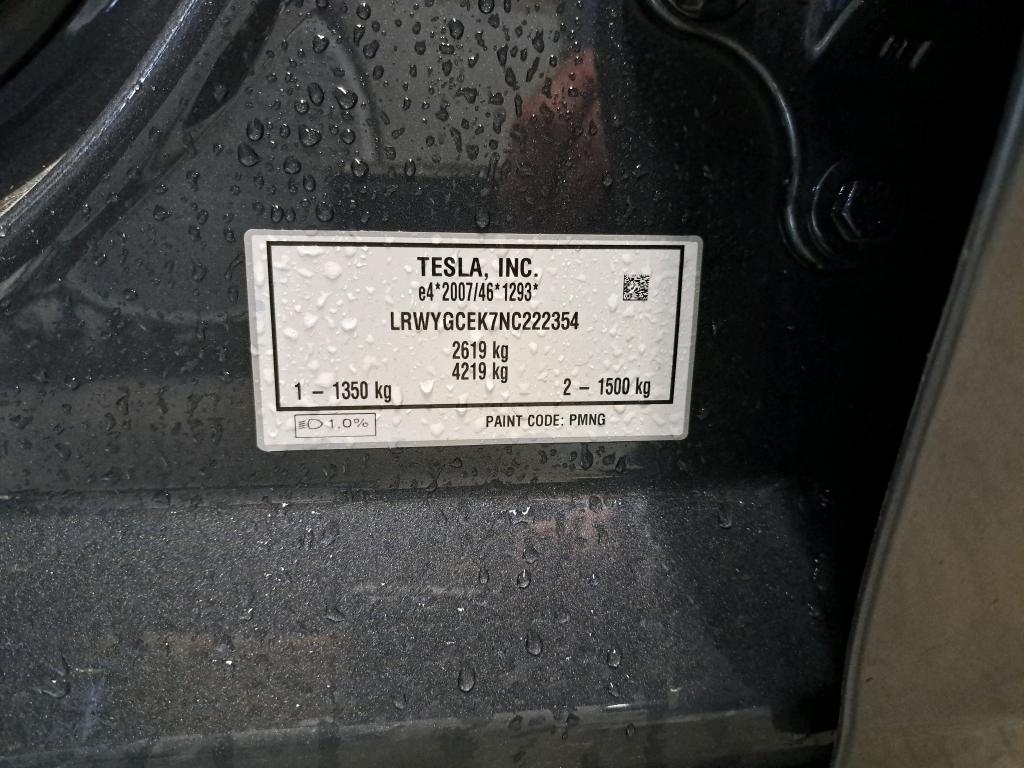 TESLA, INC.
e4*2007/46*1293*
LRWYGCEK7NC222354
2619 kg
4219 kg
1 – 1350 kg 2 – 1500 kg
1,0% PAINT CODE: PMNG